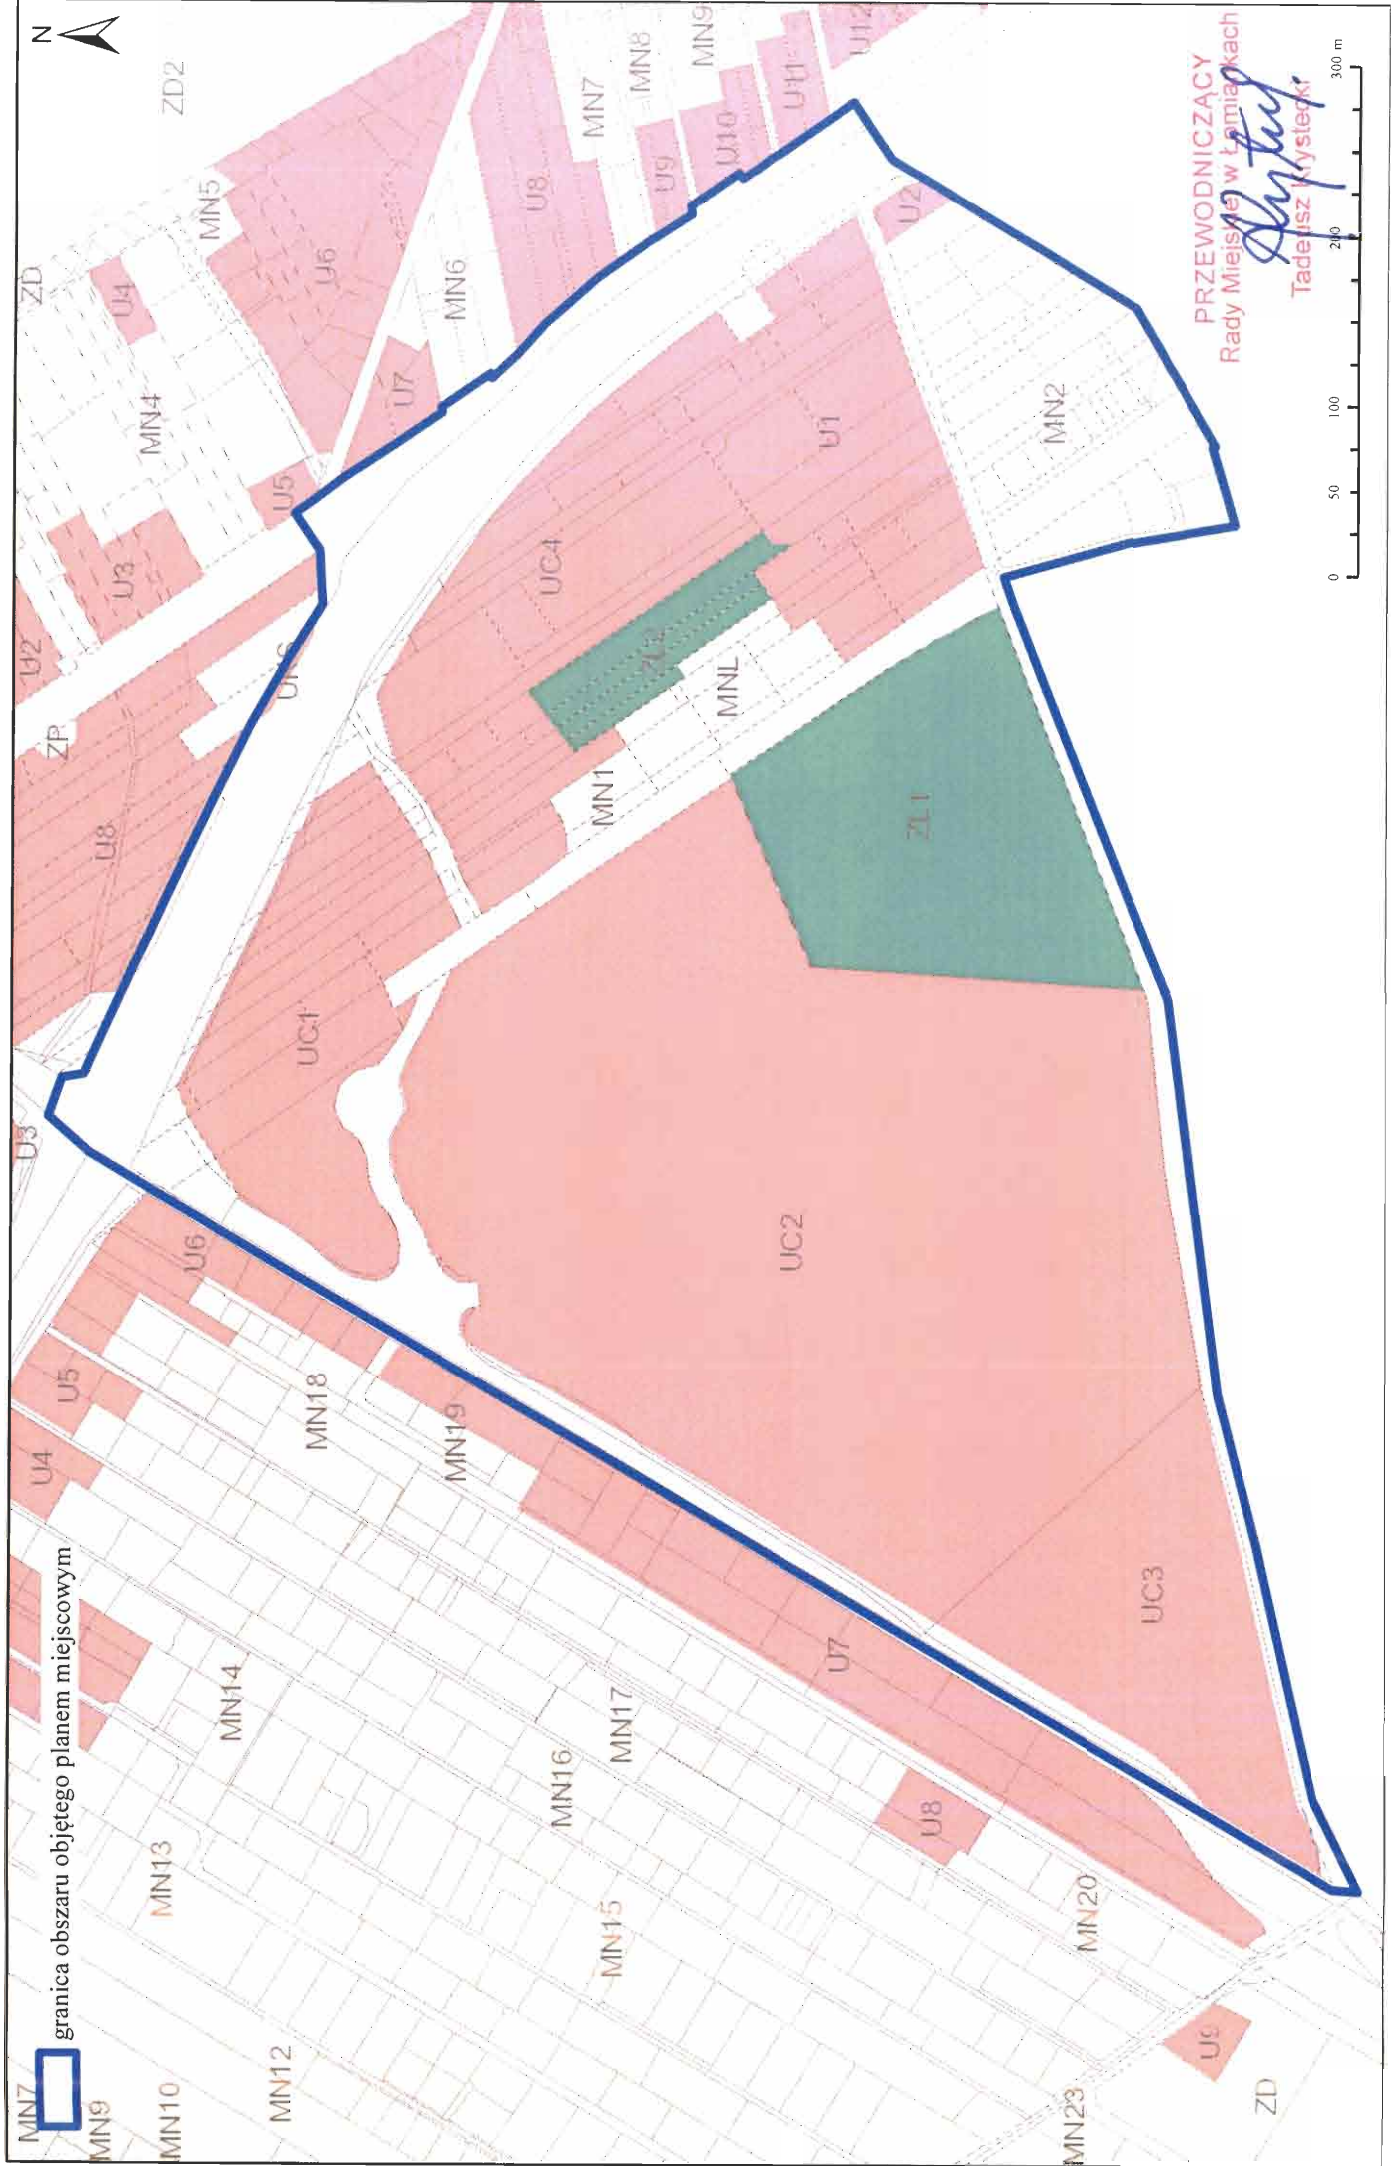 N
ZD2
ZD
MN5
U4
U6
MN4
MN6
U7
U5
U3
U2
ZP
U8
U8
MN7
MN8
MN9
U9
U10
U11
U12
U2
U1
UC4
MNL
MN1
ZL1
MN2
UC1
UC2
UC3
U3
U6
U5
U4
MN18
MN19
U7
MN14
MN17
MN16
MN13
MN15
U8
MN20
U9
ZD
MN23
MN12
MN10
MN9
MN7
granica obszaru objętego planem miejscowym
PRZEWODNICZĄCY
Rady Miejskiej w Łomiankach
Tadeusz Krystecki
0 50 100 200 300 m